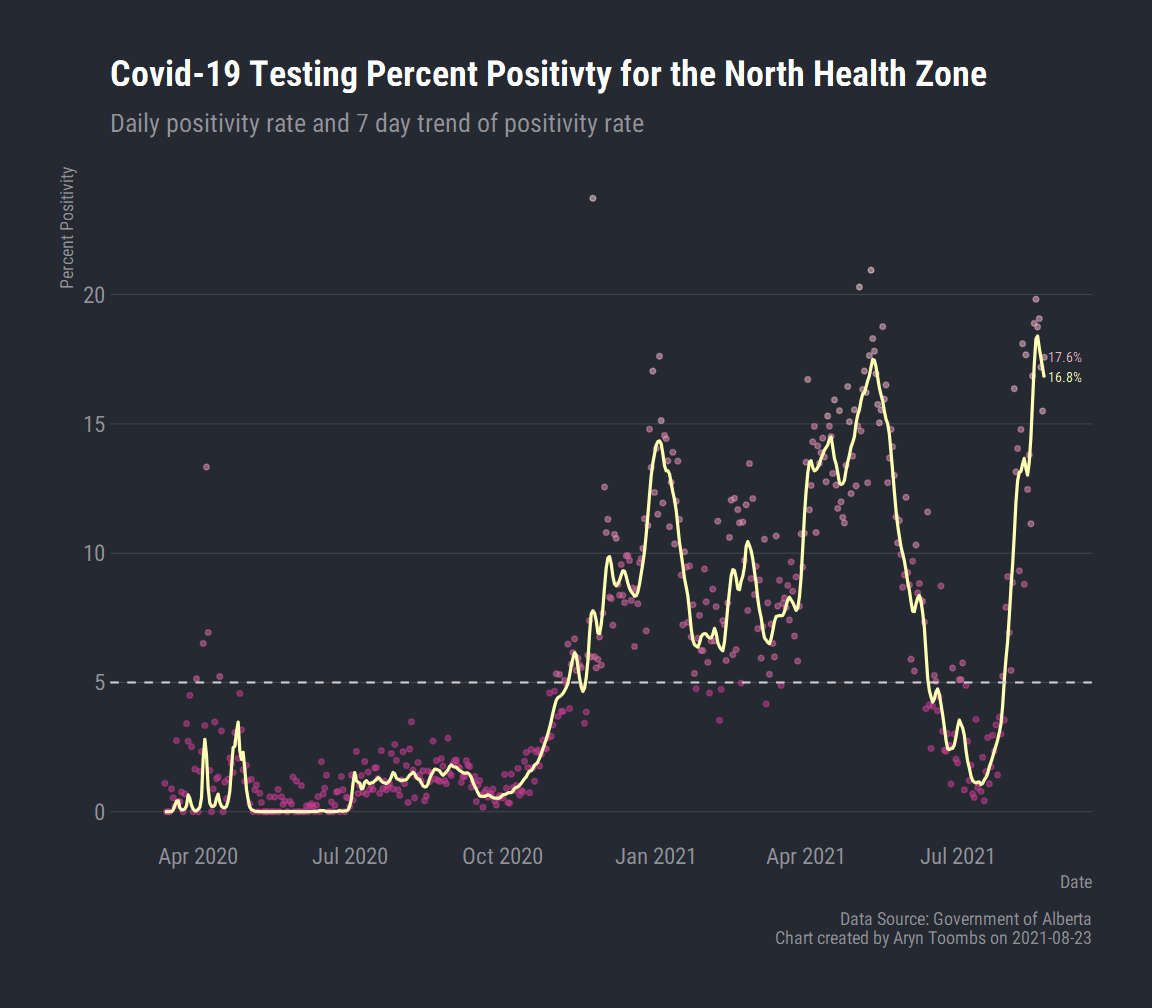 Covid-19 Testing Percent Positivty for the North Health Zone
Daily positivity rate and 7 day trend of positivity rate
Percent Positivity
20
17.6%
16.8%
15
10
5
0
Apr 2020 Jul 2020 Oct 2020 Jan 2021 Apr 2021 Jul 2021
Date
Data Source: Government of Alberta
Chart created by Aryn Toombs on 2021-08-23